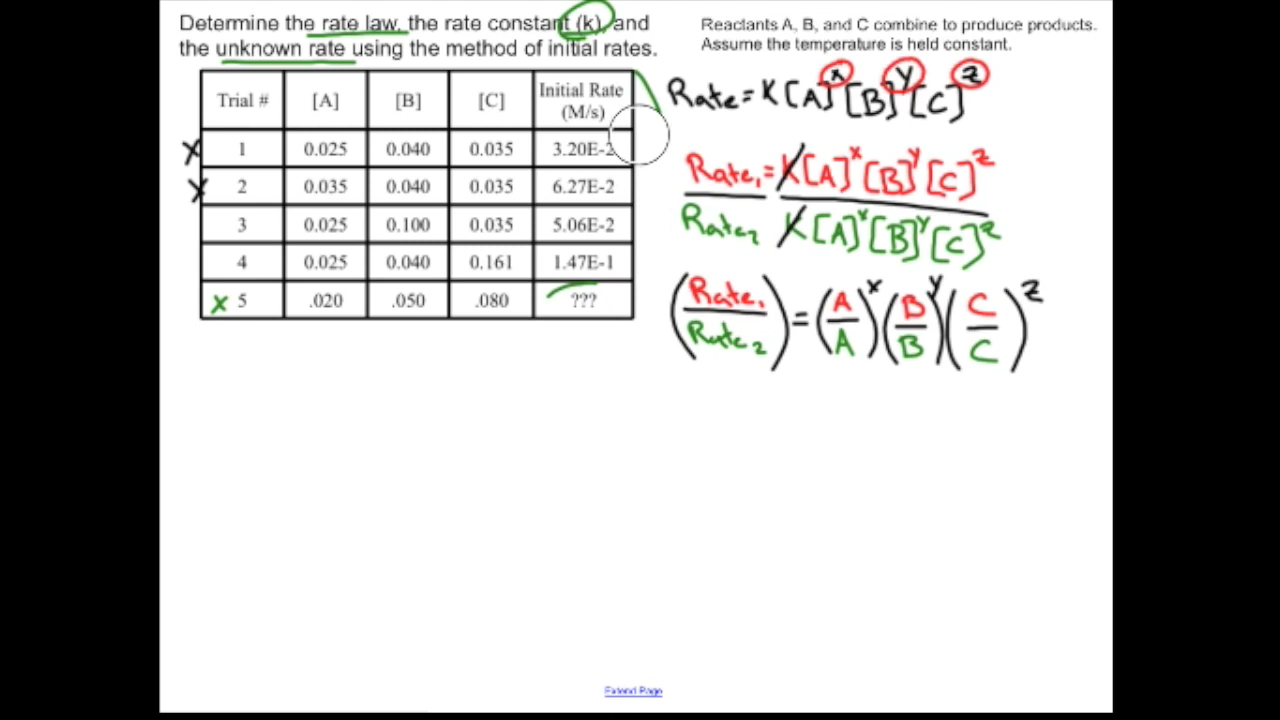 Determine the rate law, the rate constant (k), and
the unknown rate using the method of initial rates.
Reactants A, B, and C combine to produce products.
Assume the temperature is held constant.
Trial # [A] [B] [C] Initial Rate (M/s)
1 0.025 0.040 0.035 3.20E-2
2 0.035 0.040 0.035 6.27E-2
3 0.025 0.100 0.035 5.06E-2
4 0.025 0.040 0.161 1.47E-1
5 .020 .050 .080 ???
Rate = K[A]^x[B]^y[C]^z
Rate₁ = K[A]^x[B]^y[C]^z
Rate₂ K[A]^x[B]^y[C]^z
(Rate₁/Rate₂) = (A/A)^x (B/B)^y (C/C)^z
Extend Page